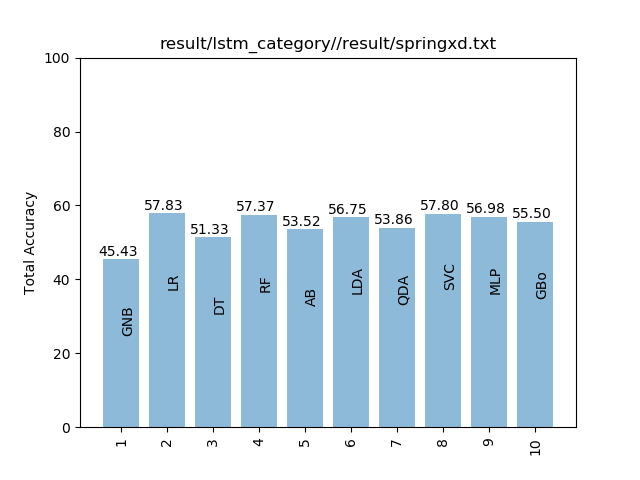 result/lstm_category//result/springxd.txt
Total Accuracy
100
80
60
40
20
0
45.43
57.83
51.33
57.37
53.52
56.75
53.86
57.80
56.98
55.50
GNB
LR
DT
RF
AB
LDA
QDA
SVC
MLP
GBo
1
2
3
4
5
6
7
8
9
10